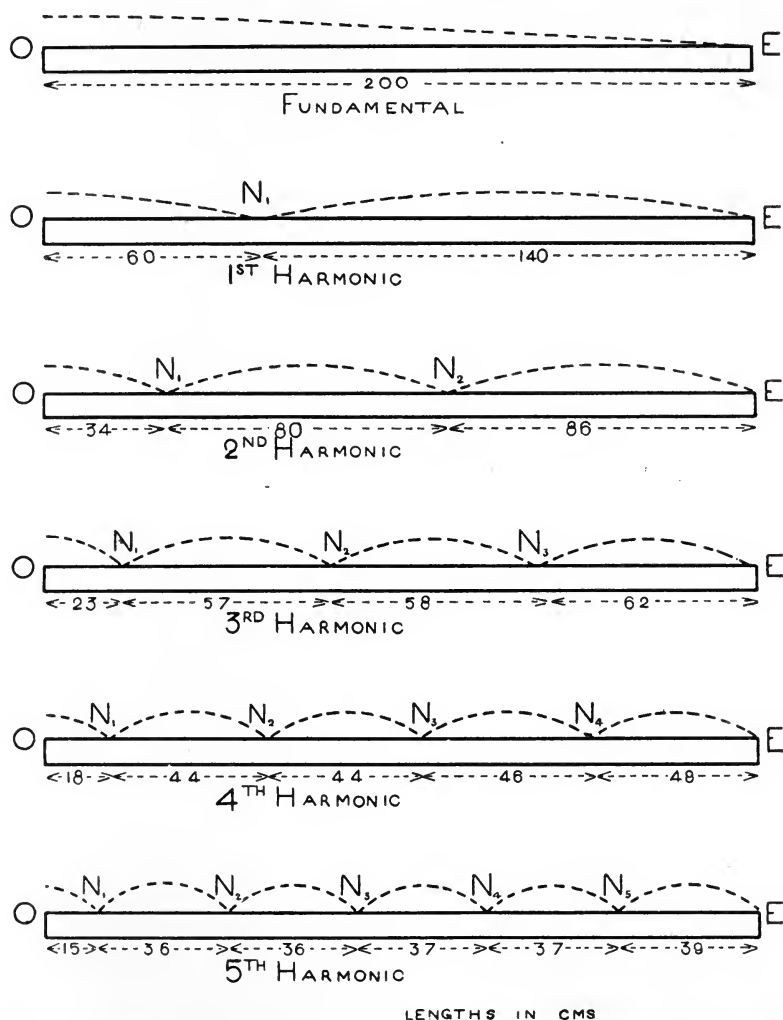 O E
200
FUNDAMENTAL
N₁
O E
60 140
1ST HARMONIC
N₁ N₂
O E
34 80 86
2ND HARMONIC
N₁ N₂ N₃
O E
23 57 58 62
3RD HARMONIC
N₁ N₂ N₃ N₄
O E
18 44 44 46 48
4TH HARMONIC
N₁ N₂ N₃ N₄ N₅
O E
15 36 36 37 37 39
5TH HARMONIC
LENGTHS IN CMS